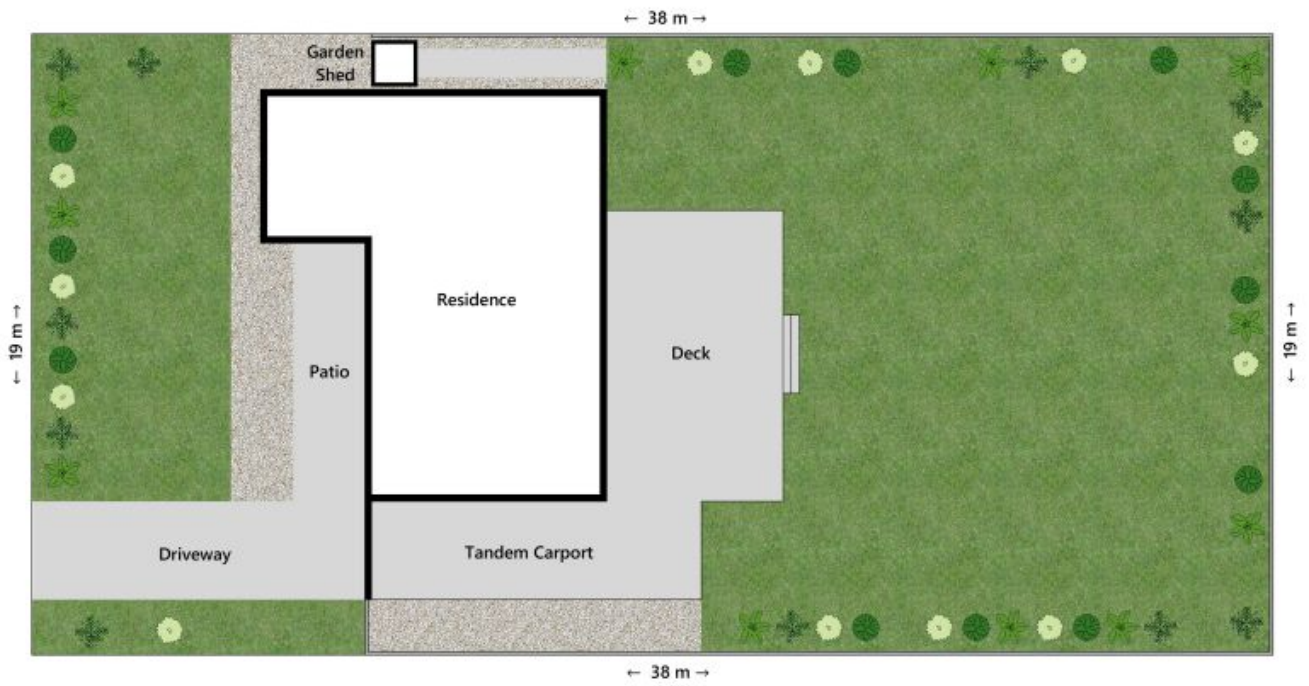 ← 38 m →
Garden
Shed
Residence
← 19 m →
← 19 m →
Deck
Patio
Driveway
Tandem Carport
← 38 m →